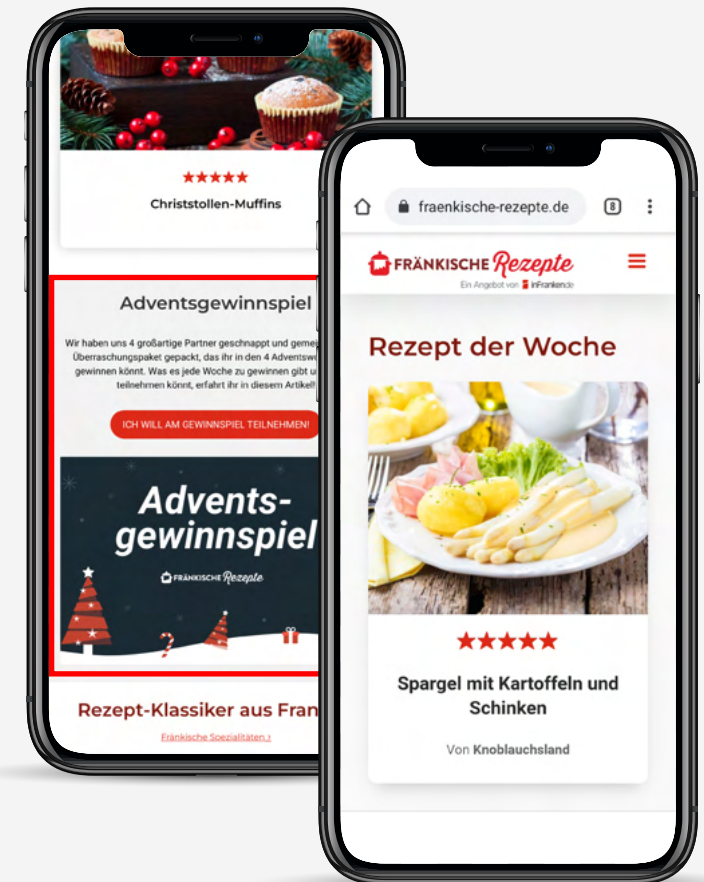 Christstollen-Muffins
Adventsgewinnspiel
Wir haben uns 4 großartige Partner geschnappt und
Überraschungspaket gepackt, das ihr in den 4
gewinnen könnt. Was es jede Woche zu gewinnen gibt
teilnehmen könnt, erfahrt ihr in diesem Artikel!
ICH WILL AM GEWINNSPIEL TEILNEHMEN!
Advents-
gewinnspiel
FRÄNKISCHE Rezepte
Rezept-Klassiker aus
Fränkische Spezialitäten ›
fraenkische-rezepte.de
8
FRÄNKISCHE Rezepte
Ein Angebot von inFranken.de
Rezept der Woche
Spargel mit Kartoffeln und
Schinken
Von Knoblauchsland